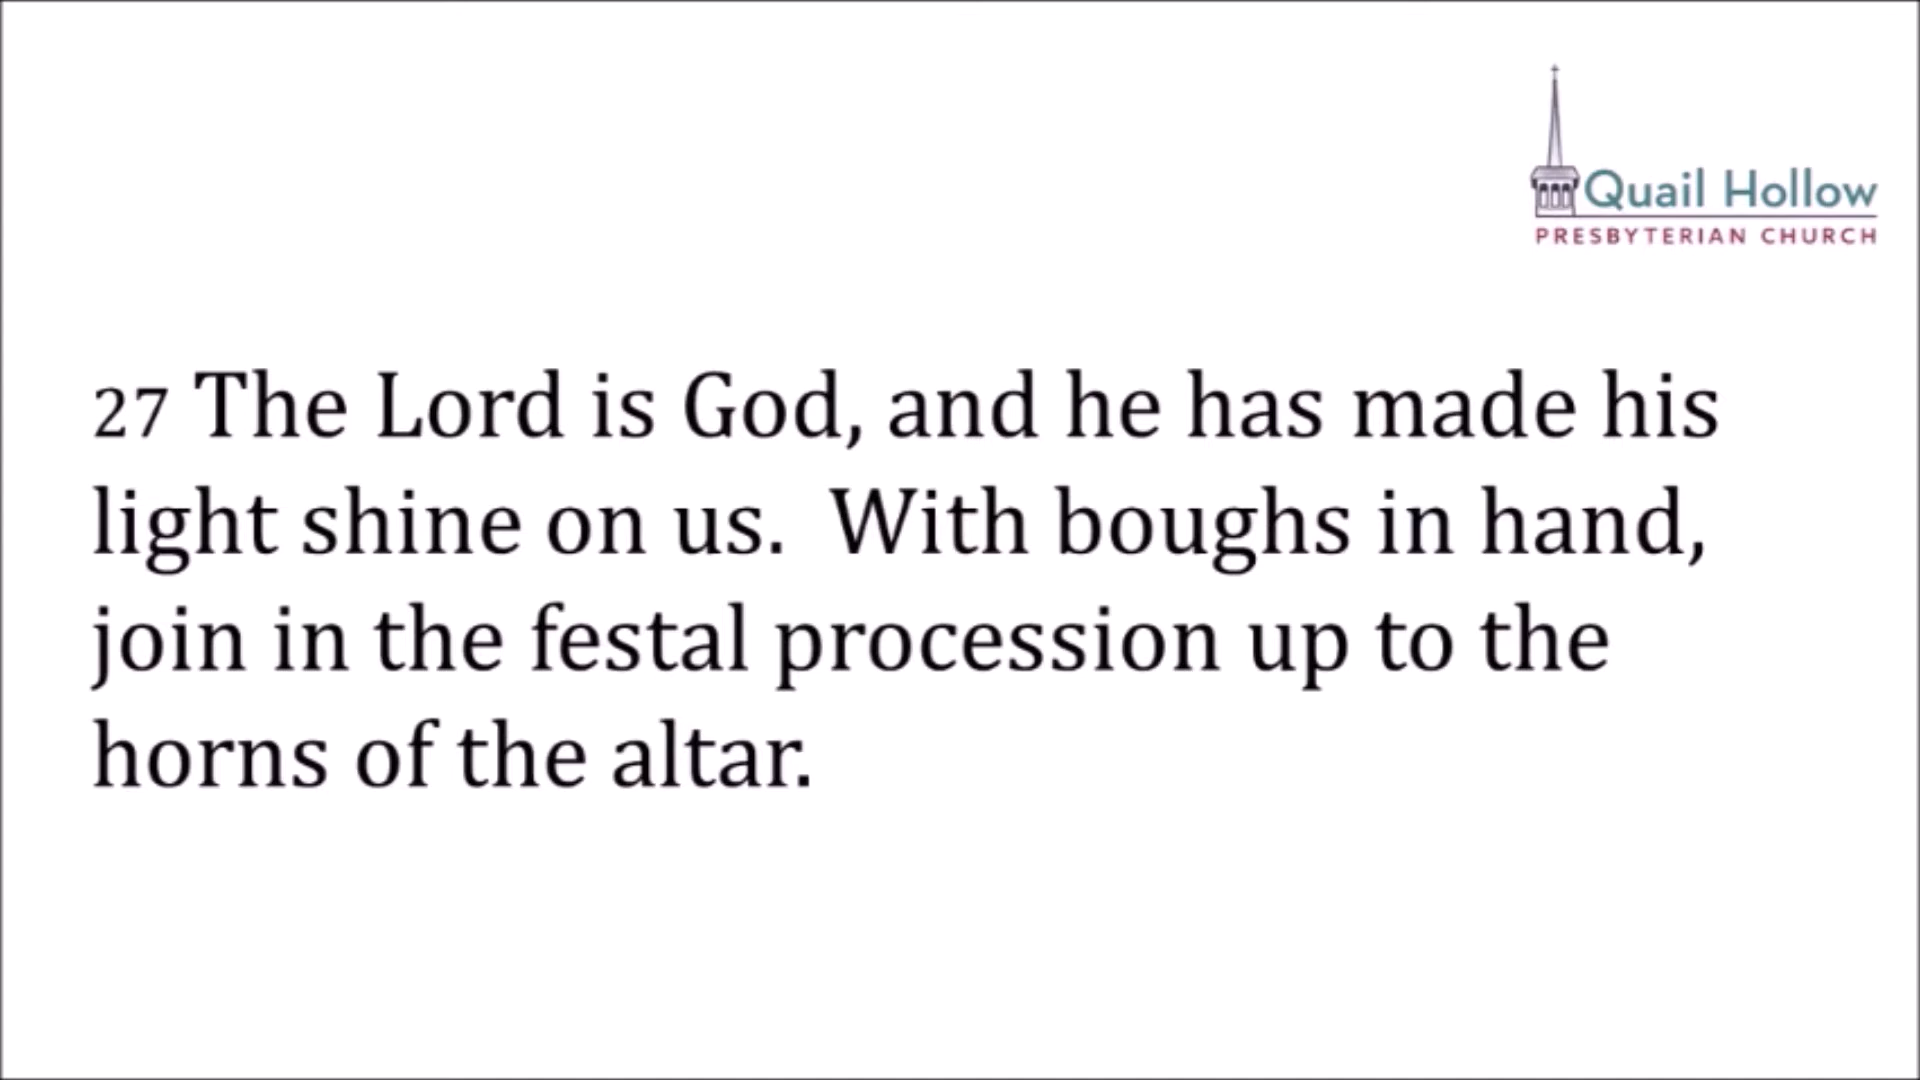 Quail Hollow
PRESBYTERIAN CHURCH
27 The Lord is God, and he has made his
light shine on us.  With boughs in hand,
join in the festal procession up to the
horns of the altar.